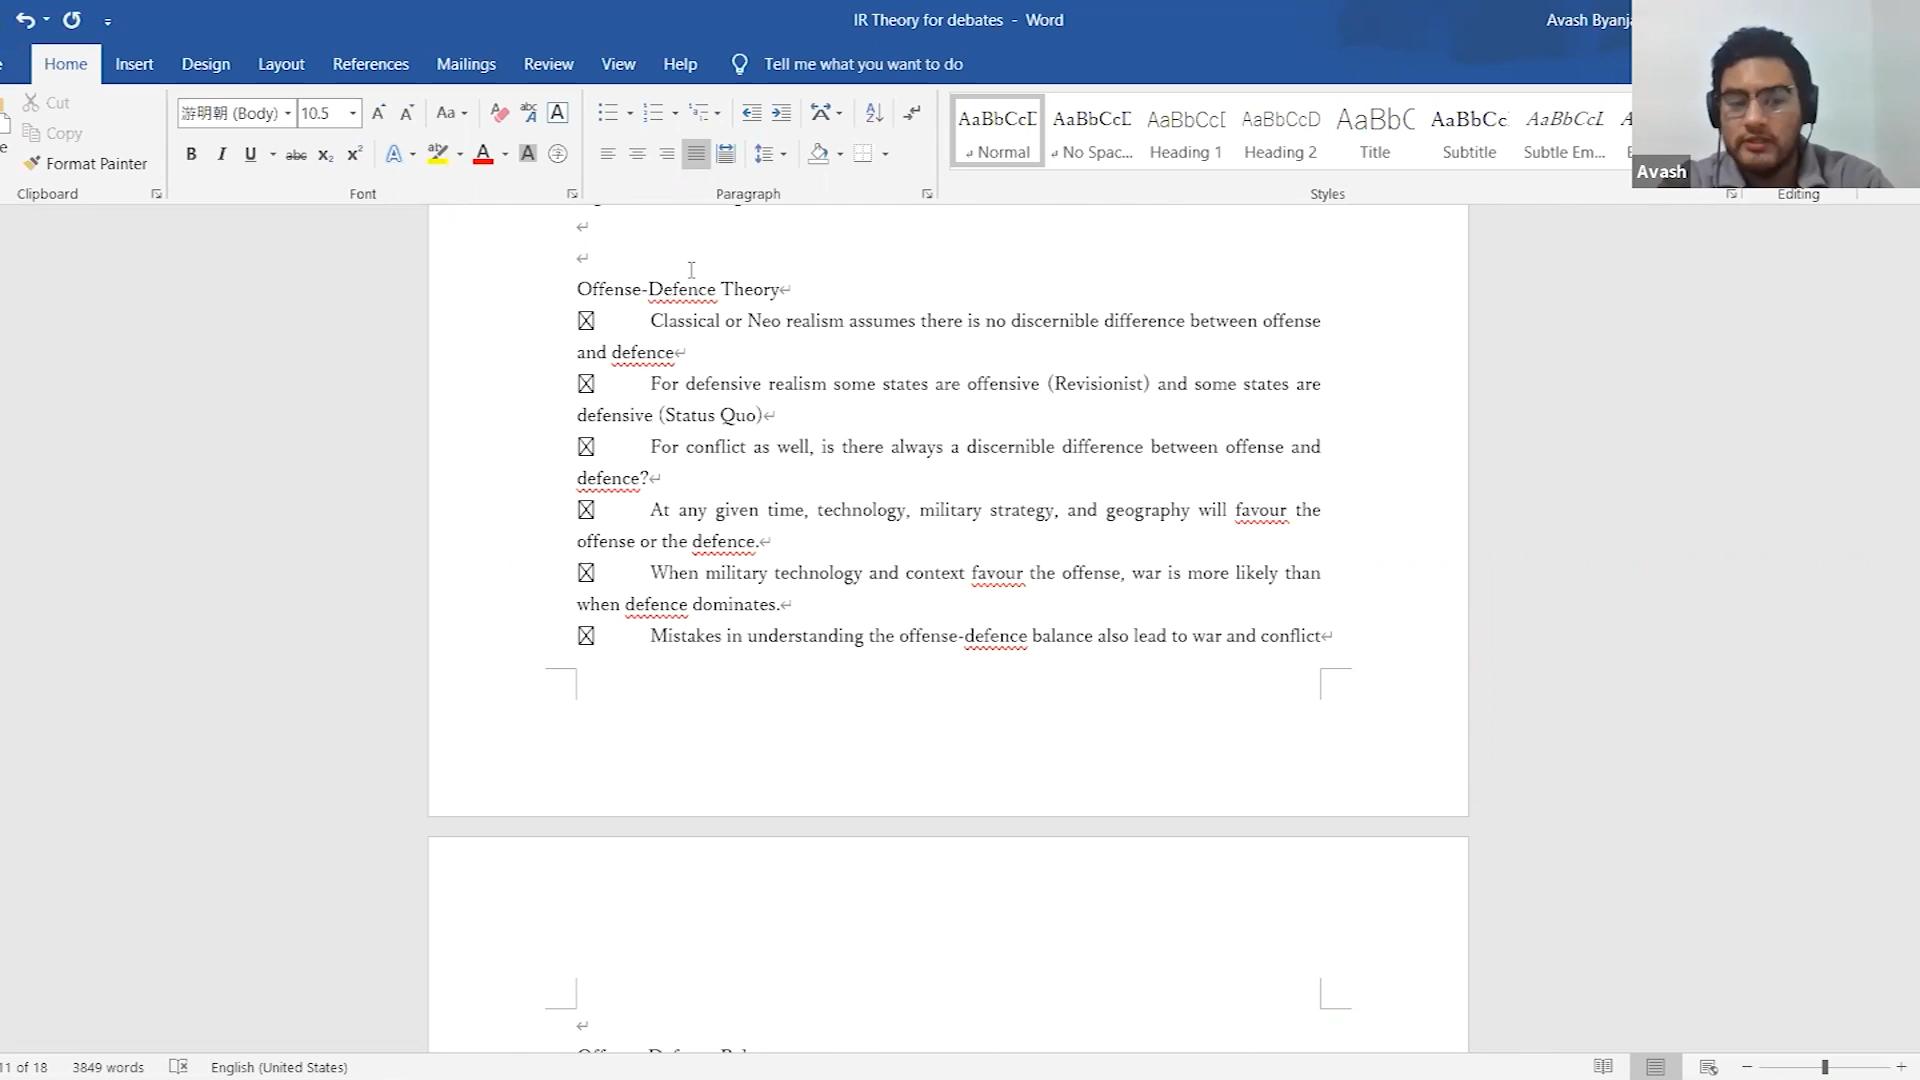 IR Theory for debates - Word
Avash
Home Insert Design Layout References Mailings Review View Help Tell me what you want to do
Cut
Copy
Format Painter
Clipboard
游明朝 (Body) 10.5
Font
Paragraph
AaBbCcD AaBbCcD AaBbCcD AaBbCcD AaBbC AaBbCc AaBbCcL
Normal No Spac... Heading 1 Heading 2 Title Subtitle Subtle Em...
Styles
Editing
Avash
Offense-Defence Theory
Classical or Neo realism assumes there is no discernible difference between offense
and defence
For defensive realism some states are offensive (Revisionist) and some states are
defensive (Status Quo)
For conflict as well, is there always a discernible difference between offense and
defence?
At any given time, technology, military strategy, and geography will favour the
offense or the defence.
When military technology and context favour the offense, war is more likely than
when defence dominates.
Mistakes in understanding the offense-defence balance also lead to war and conflict
11 of 18 3849 words English (United States)